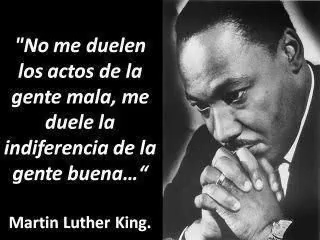 "No me duelen
los actos de la
gente mala, me
duele la
indiferencia de la
gente buena...“
Martin Luther King.